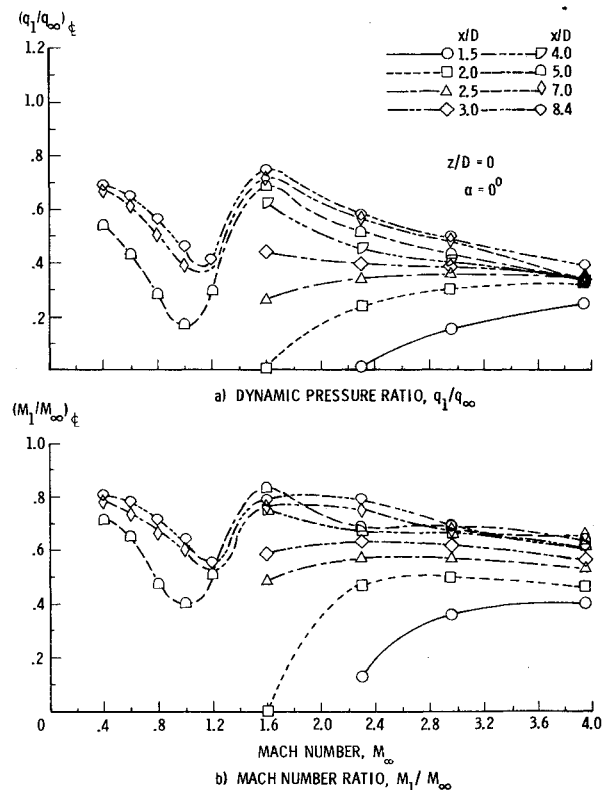 (q₁/q∞)℄
1.2
1.0
.8
.6
.4
.2
x/D x/D
1.5 4.0
2.0 5.0
2.5 7.0
3.0 8.4
z/D = 0
α = 0°
a) DYNAMIC PRESSURE RATIO, q₁/q∞
(M₁/M∞)℄
1.0
.8
.6
.4
.2
0 .4 .8 1.2 1.6 2.0 2.4 2.8 3.2 3.6 4.0
MACH NUMBER, M∞
b) MACH NUMBER RATIO, M₁/M∞